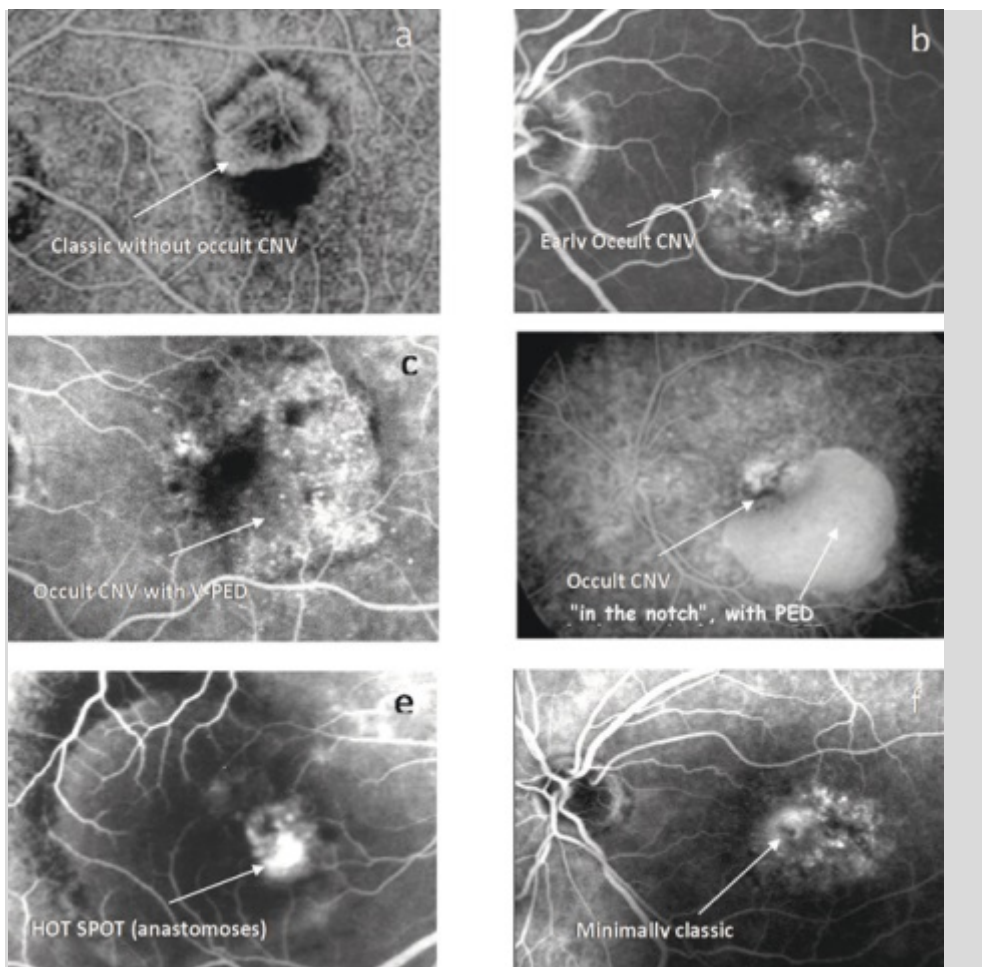 a
b
Classic without occult CNV
Early Occult CNV
c
Occult CNV with V-PED
Occult CNV
"in the notch", with PED
e
f
HOT SPOT (anastomoses)
Minimally classic